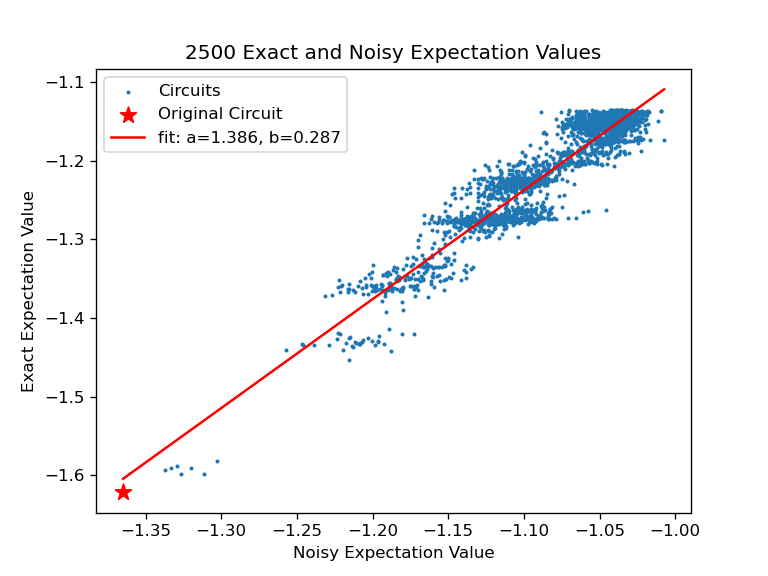 2500 Exact and Noisy Expectation Values
Circuits
Original Circuit
fit: a=1.386, b=0.287
Exact Expectation Value
−1.1
−1.2
−1.3
−1.4
−1.5
−1.6
−1.35
−1.30
−1.25
−1.20
−1.15
−1.10
−1.05
−1.00
Noisy Expectation Value